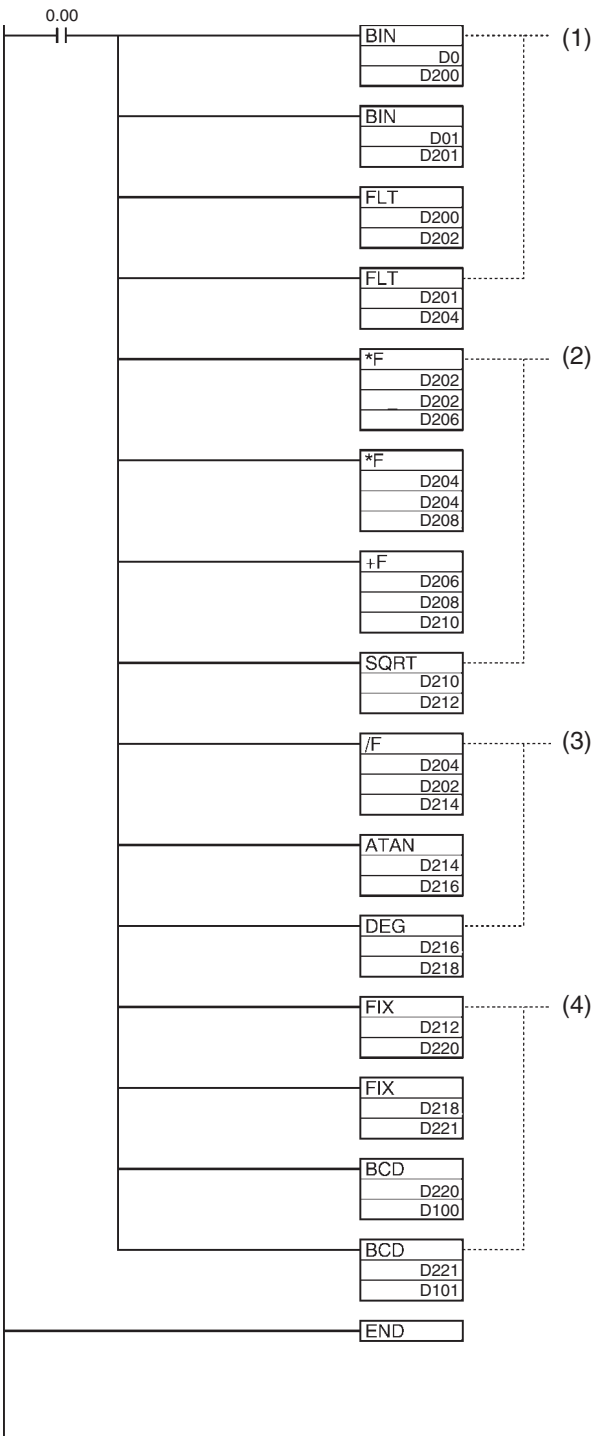 0.00
BIN
(1)
D0
D200
BIN
D01
D201
FLT
D200
D202
FLT
D201
D204
*F
(2)
D202
_ D202
D206
*F
D204
D204
D208
+F
D206
D208
D210
SQRT
D210
D212
/F
(3)
D204
D202
D214
ATAN
D214
D216
DEG
D216
D218
FIX
(4)
D212
D220
FIX
D218
D221
BCD
D220
D100
BCD
D221
D101
END